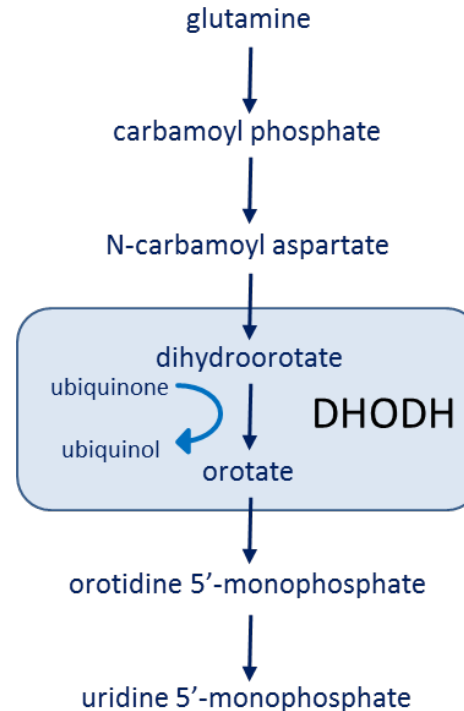 glutamine
carbamoyl phosphate
N-carbamoyl aspartate
dihydroorotate
ubiquinone
DHODH
ubiquinol
orotate
orotidine 5’-monophosphate
uridine 5’-monophosphate